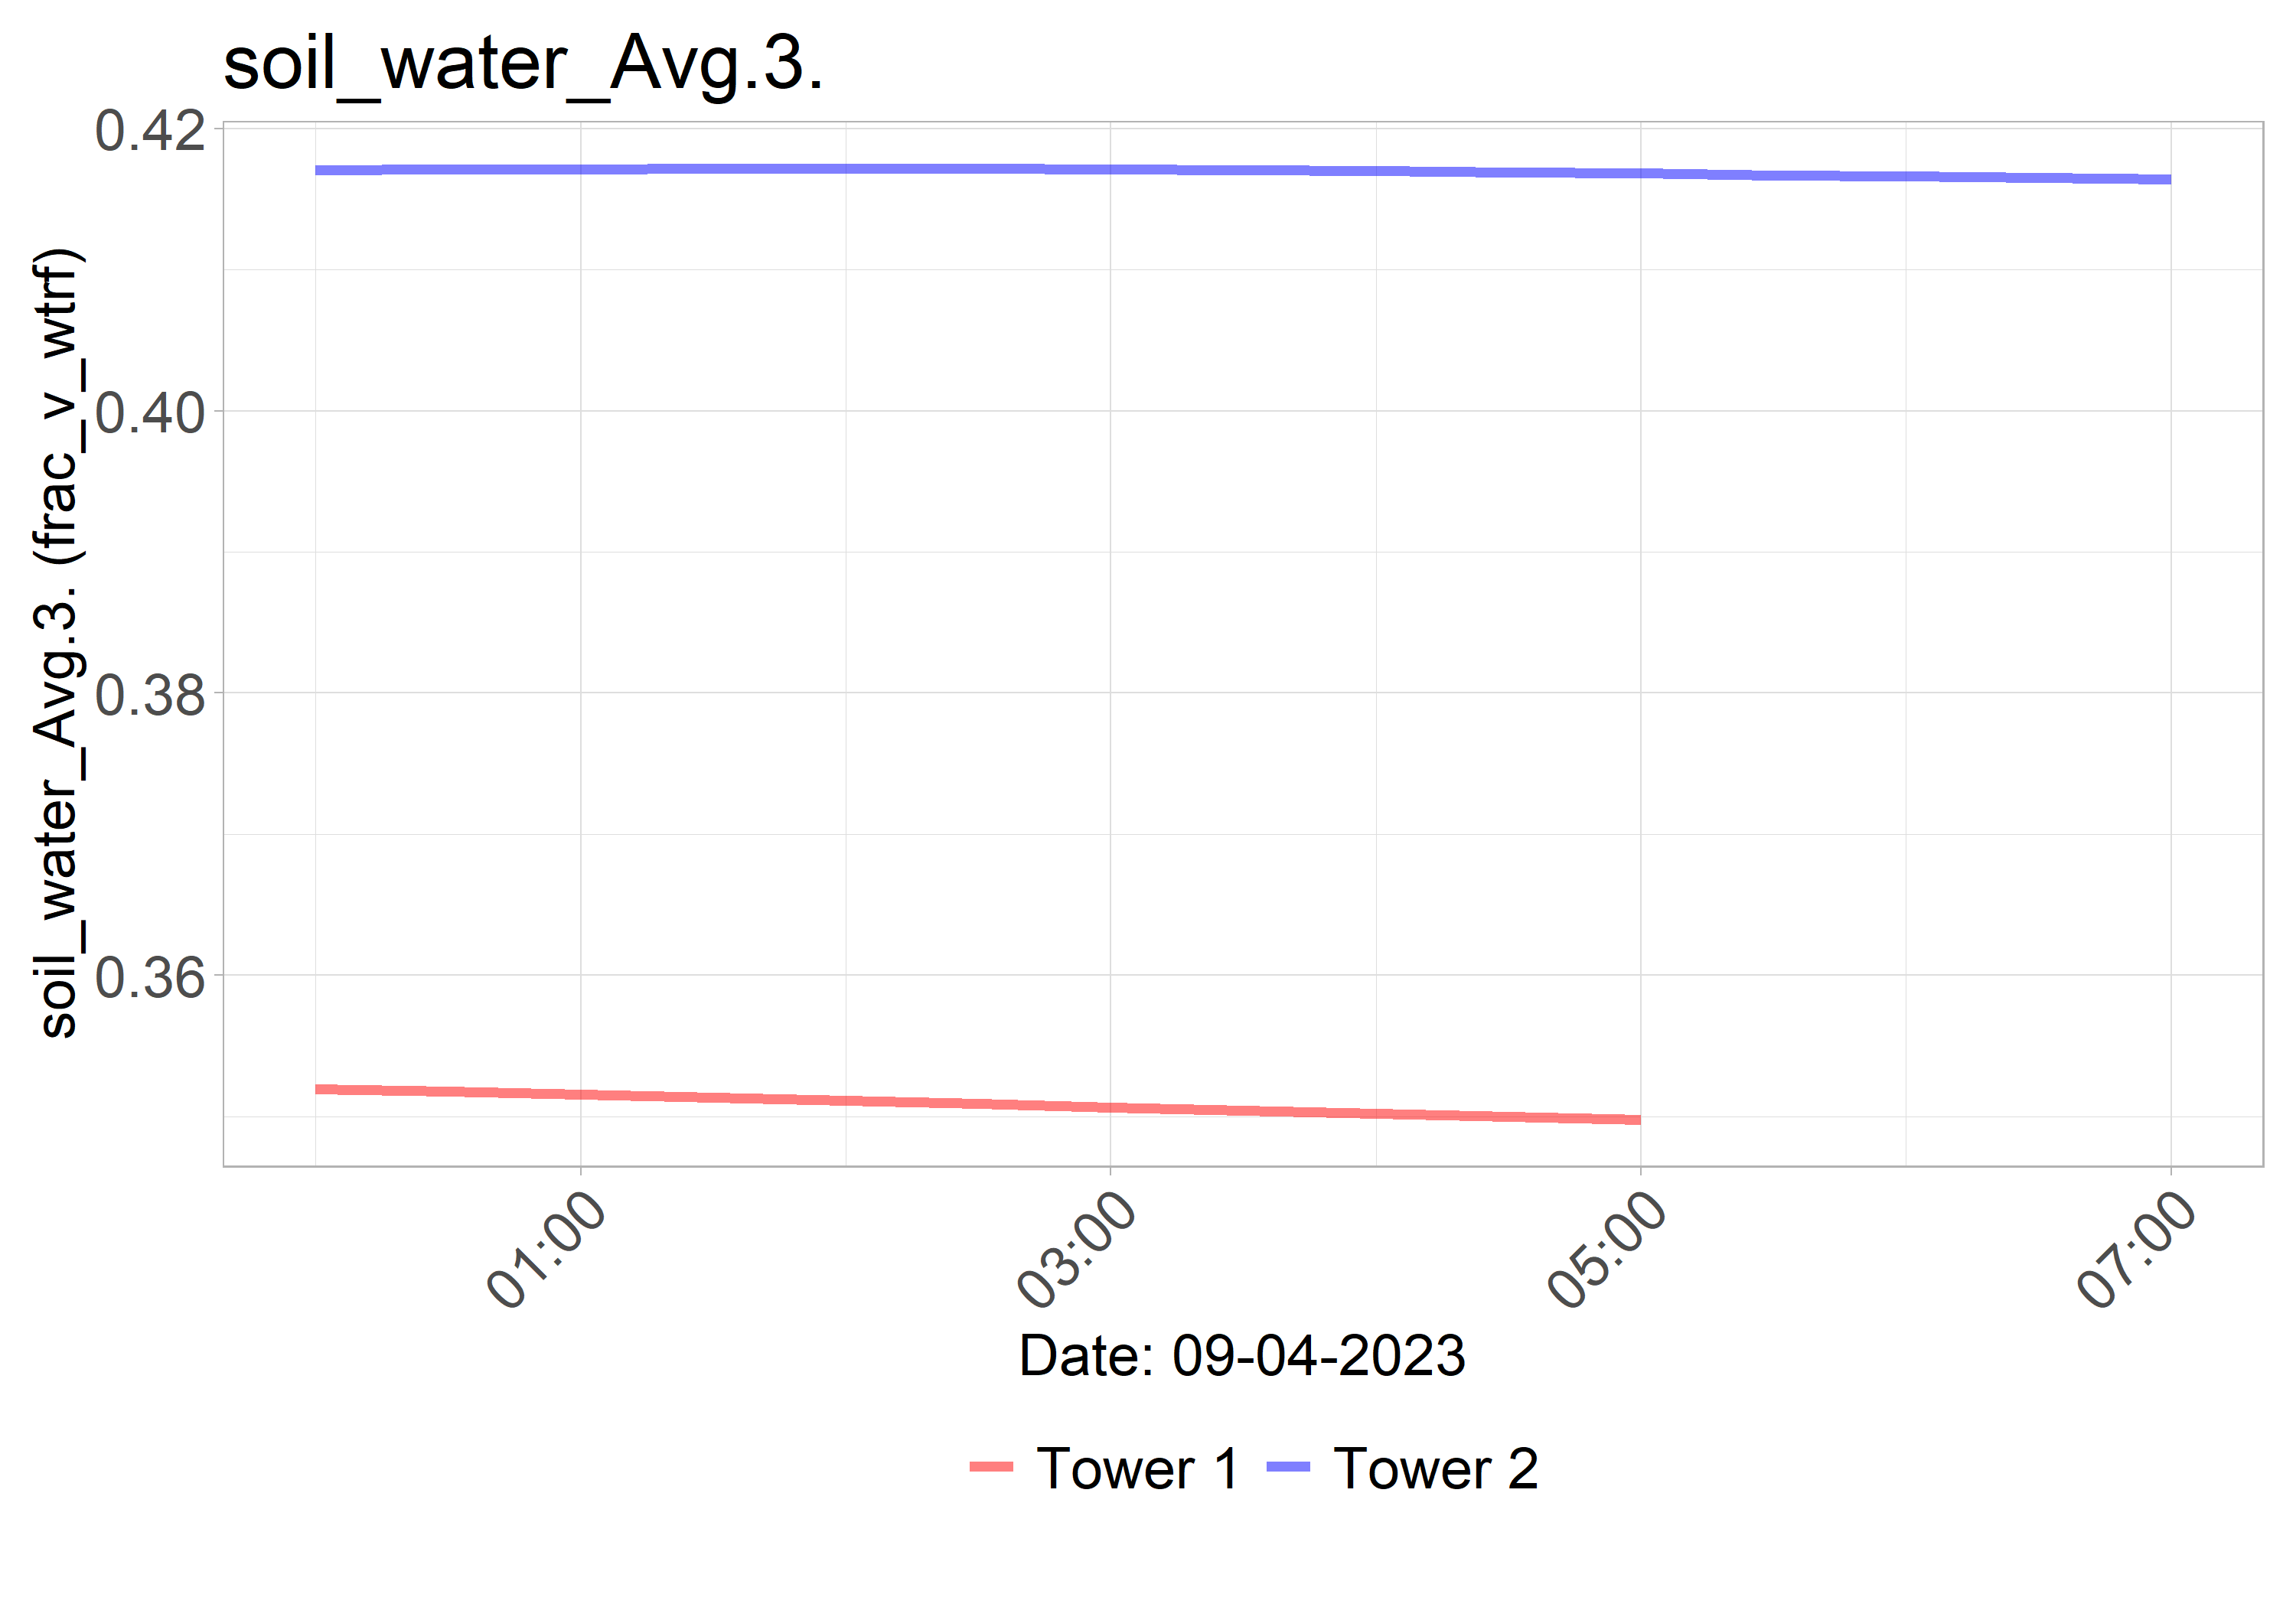 soil_water_Avg.3.
soil_water_Avg.3. (frac_v_wtrf)
0.42
0.40
0.38
0.36
01:00
03:00
05:00
07:00
Date: 09-04-2023
Tower 1
Tower 2